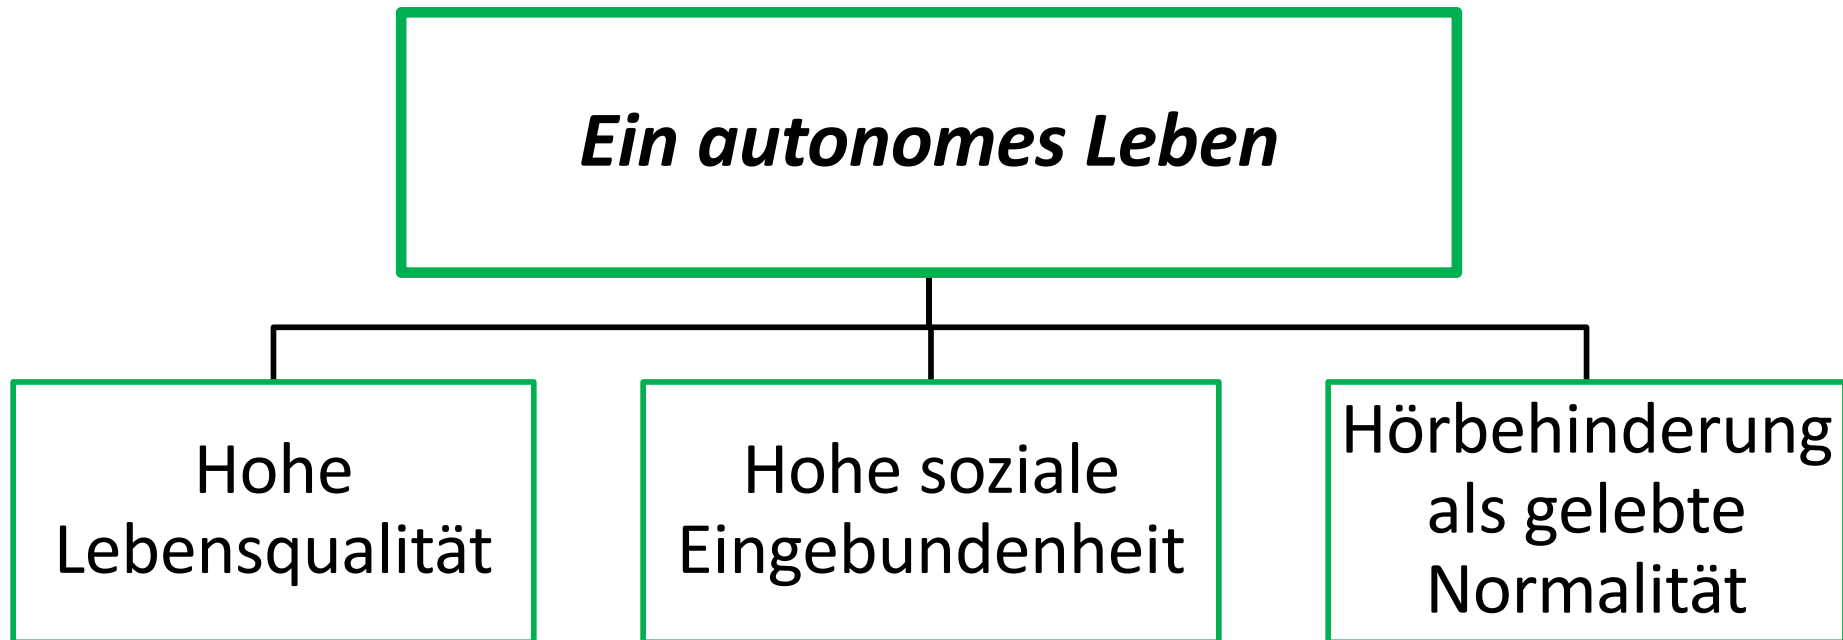 Ein autonomes Leben
Hohe
Lebensqualität
Hohe soziale
Eingebundenheit
Hörbehinderung
als gelebte
Normalität